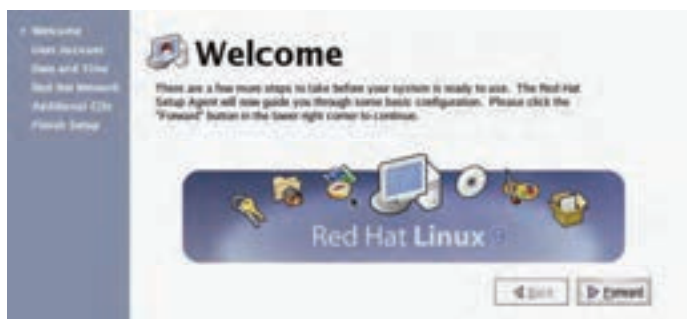 Welcome
User Account
Date and Time
Red Hat Network
Additional CDs
Finish Setup
Welcome
There are a few more steps to take before your system is ready to use. The Red Hat
Setup Agent will now guide you through some basic configuration. Please click the
"Forward" button in the lower right corner to continue.
Red Hat Linux 9
Back
Forward